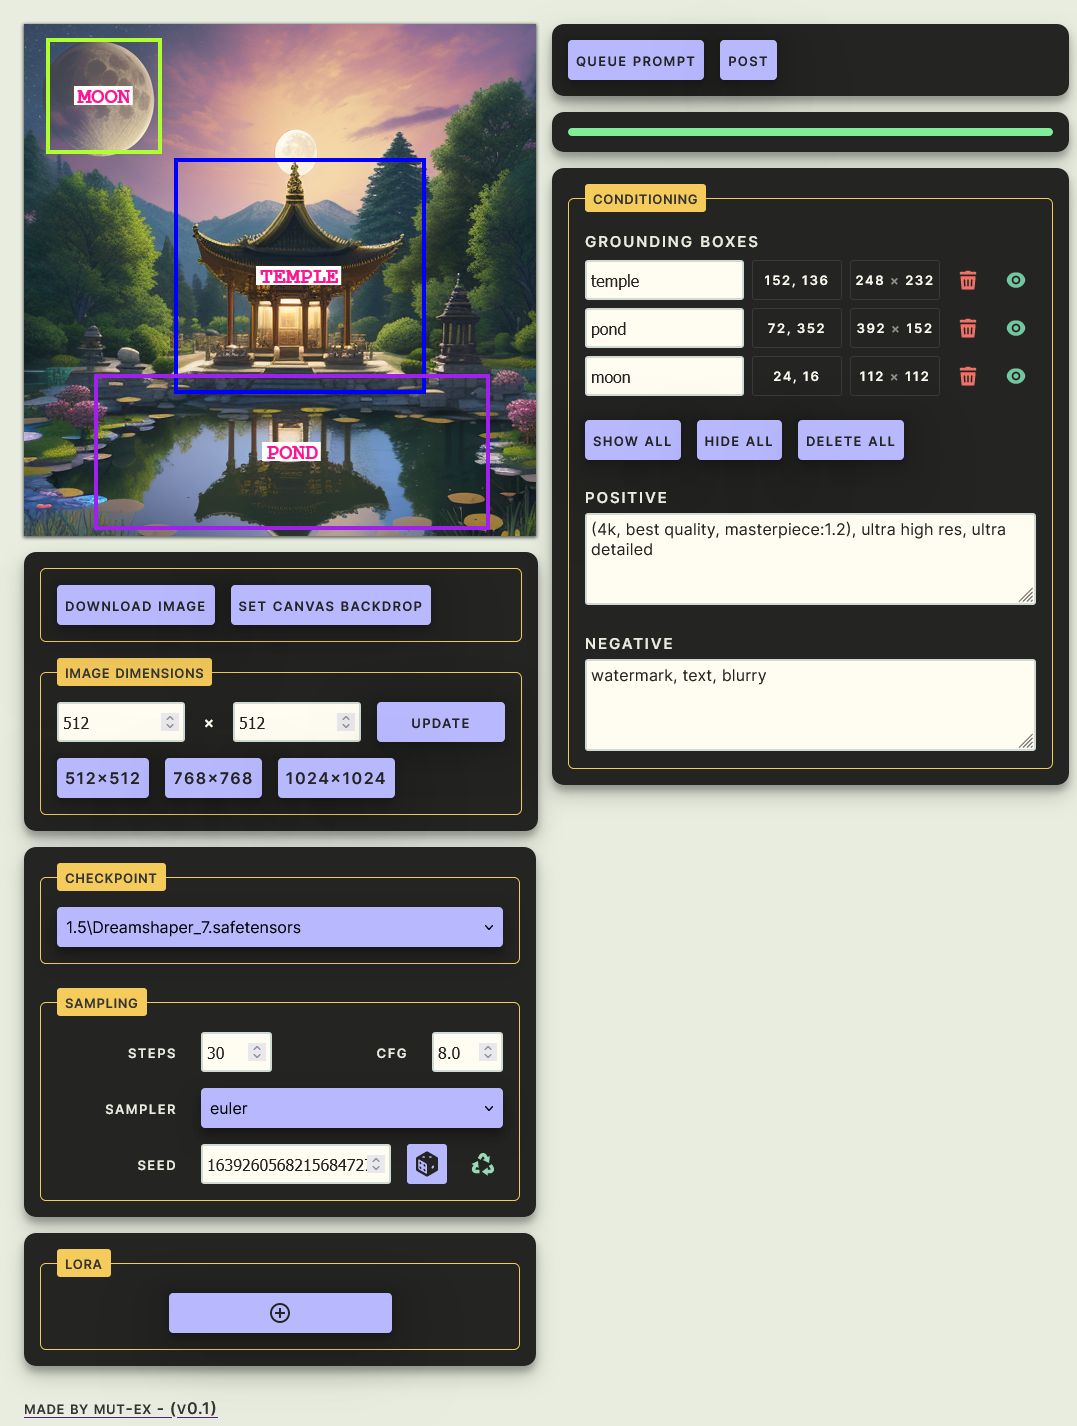 MOON
TEMPLE
POND
QUEUE PROMPT
POST
CONDITIONING
GROUNDING BOXES
temple 152, 136 248 × 232
pond 72, 352 392 × 152
moon 24, 16 112 × 112
SHOW ALL HIDE ALL DELETE ALL
POSITIVE
(4k, best quality, masterpiece:1.2), ultra high res, ultra
detailed
NEGATIVE
watermark, text, blurry
DOWNLOAD IMAGE SET CANVAS BACKDROP
IMAGE DIMENSIONS
512 × 512 UPDATE
512×512 768×768 1024×1024
CHECKPOINT
1.5\Dreamshaper_7.safetensors
SAMPLING
STEPS 30 CFG 8.0
SAMPLER euler
SEED 163926056821568472
LORA
MADE BY MUT-EX - (V0.1)